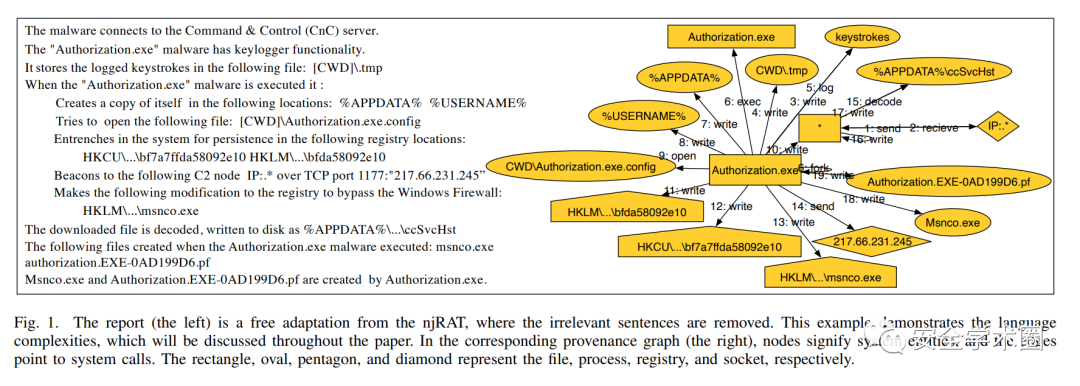 The malware connects to the Command & Control (CnC) server.
The "Authorization.exe" malware has keylogger functionality.
It stores the logged keystrokes in the following file: [CWD]\.tmp
When the "Authorization.exe" malware is executed it :
Creates a copy of itself in the following locations: %APPDATA% %USERNAME%
Tries to open the following file: [CWD]\Authorization.exe.config
Entrenches in the system for persistence in the following registry locations:
HKCU\...\bf7a7ffda58092e10 HKLM\...\bfda58092e10
Beacons to the following C2 node IP:.* over TCP port 1177:"217.66.231.245"
Makes the following modification to the registry to bypass the Windows Firewall:
HKLM\...\msnco.exe
The downloaded file is decoded, written to disk as %APPDATA%\...\ccSvcHst
The following files created when the Authorization.exe malware executed: msnco.exe
authorization.EXE-0AD199D6.pf
Msnco.exe and Authorization.EXE-0AD199D6.pf are created by Authorization.exe.
Authorization.exe
keystrokes
%APPDATA%
CWD\.tmp
%APPDATA%\ccSvcHst
5: log
6: exec
4: write
3: write
15: decode
17: write
%USERNAME%
7: write
*
1: send
2: recieve
IP:.*
8: write
16: write
10: write
9: open
CWD\Authorization.exe.config
Authorization.exe
fork
19: write
Authorization.EXE-0AD199D6.pf
11: write
18: write
HKLM\...\bfda58092e10
12: write
14: send
Msnco.exe
13: write
HKCU\...\bf7a7ffda58092e10
217.66.231.245
HKLM\...\msnco.exe
Fig. 1. The report (the left) is a free adaptation from the njRAT, where the irrelevant sentences are removed. This example demonstrates the language
complexities, which will be discussed throughout the paper. In the corresponding provenance graph (the right), nodes signify system entities and the edges
point to system calls. The rectangle, oval, pentagon, and diamond represent the file, process, registry, and socket, respectively.
安全学术圈